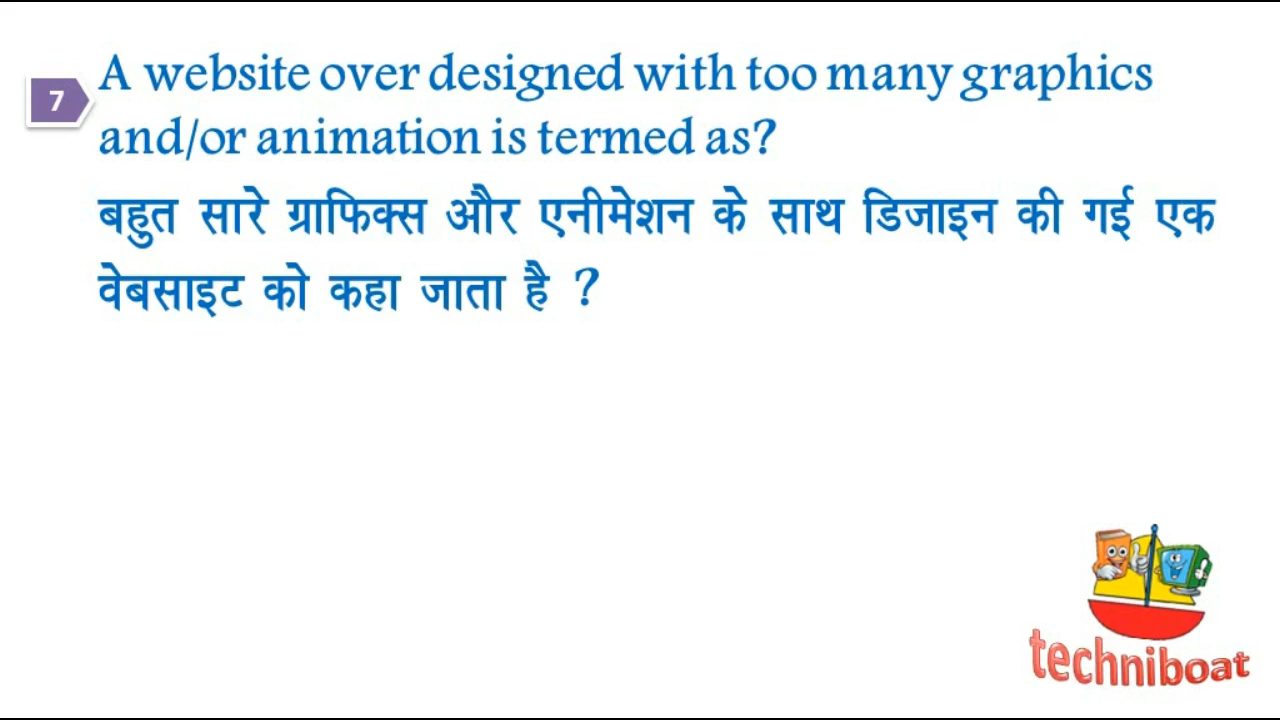 7
A website over designed with too many graphics
and/or animation is termed as?
बहुत सारे ग्राफिक्स और एनीमेशन के साथ डिजाइन की गई एक
वेबसाइट को कहा जाता है ?
techniboat